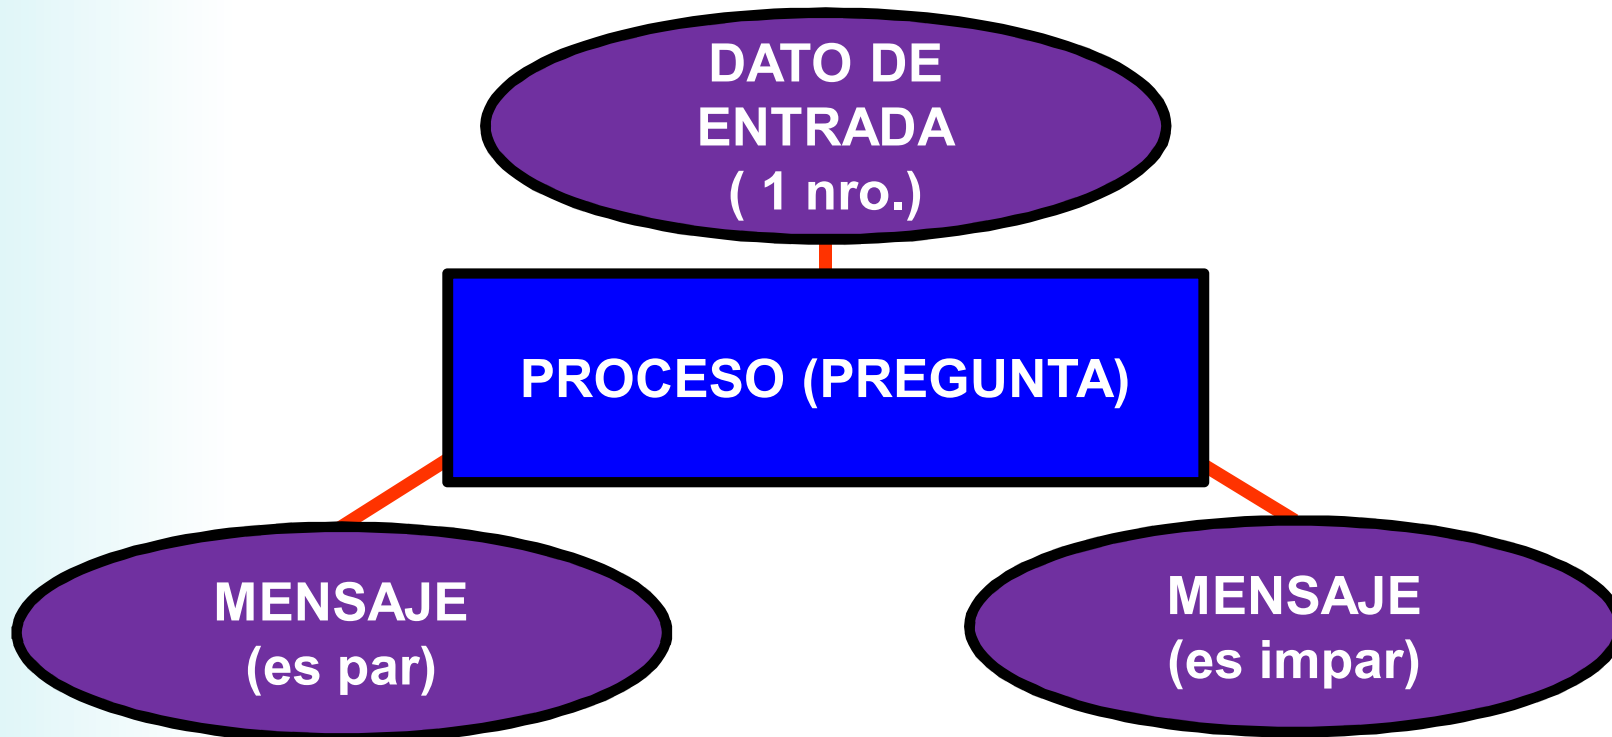 DATO DE
ENTRADA
( 1 nro.)
PROCESO (PREGUNTA)
MENSAJE
(es par)
MENSAJE
(es impar)